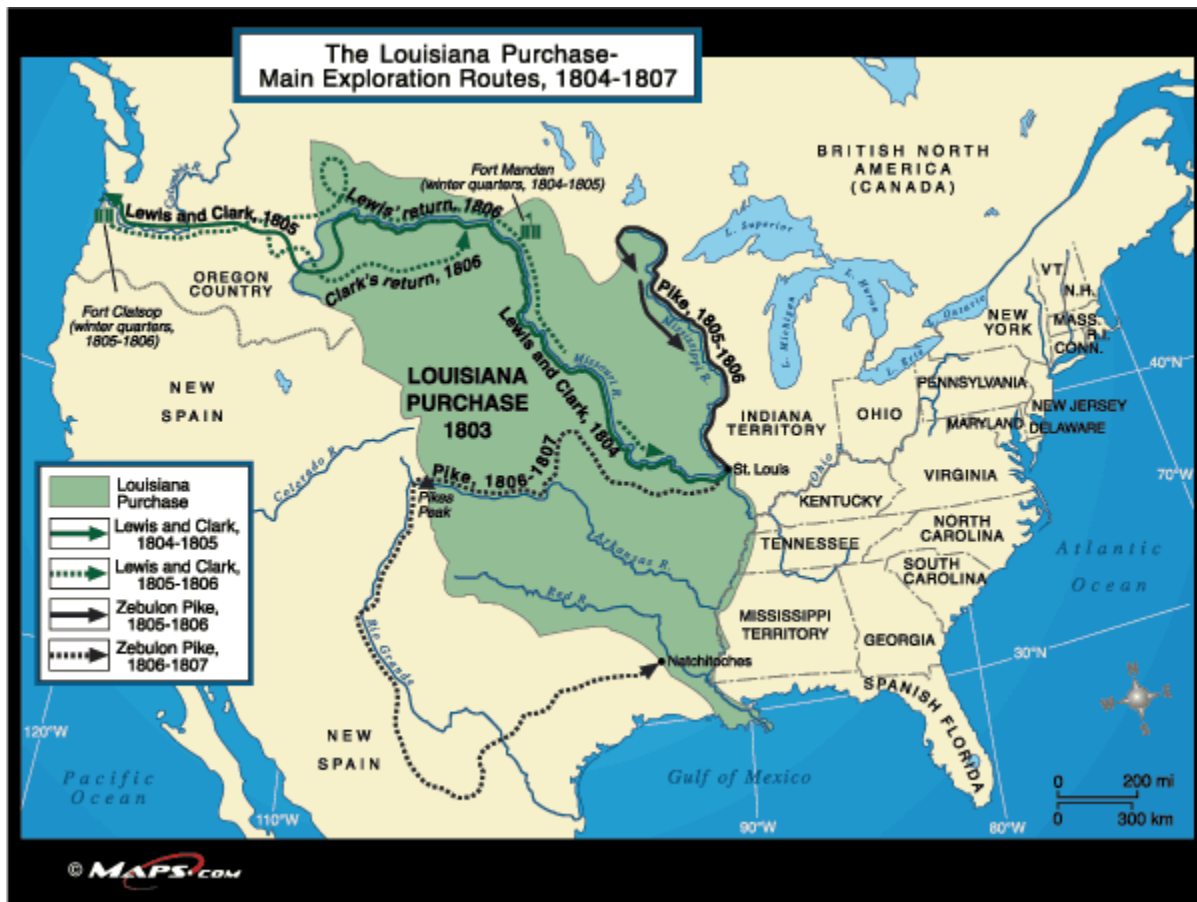 The Louisiana Purchase-
Main Exploration Routes, 1804-1807
BRITISH NORTH
AMERICA
(CANADA)
Fort Mandan
(winter quarters, 1804-1805)
Columbia R.
Lewis and Clark, 1805
Lewis' return, 1806
Clark's return, 1806
OREGON
COUNTRY
Fort Clatsop
(winter quarters,
1805-1806)
L. Superior
L. Michigan
L. Huron
L. Ontario
L. Erie
Pike, 1805-1806
Mississippi R.
Missouri R.
Lewis and Clark, 1804
VT.
N.H.
NEW
YORK
MASS.
R.I.
CONN.
40°N
PENNSYLVANIA
NEW JERSEY
MARYLAND
DELAWARE
OHIO
INDIANA
TERRITORY
NEW
SPAIN
LOUISIANA
PURCHASE
1803
Pike, 1806-1807
Pikes
Peak
Colorado R.
St. Louis
Ohio R.
VIRGINIA
70°W
KENTUCKY
NORTH
CAROLINA
TENNESSEE
SOUTH
CAROLINA
Atlantic
Ocean
Arkansas R.
Red R.
MISSISSIPPI
TERRITORY
GEORGIA
30°N
Natchitoches
Rio Grande
SPANISH FLORIDA
N
W
E
S
NEW
SPAIN
Gulf of Mexico
Pacific
Ocean
120°W
110°W
90°W
80°W
0 200 mi
0 300 km
Louisiana
Purchase
Lewis and Clark,
1804-1805
Lewis and Clark,
1805-1806
Zebulon Pike,
1805-1806
Zebulon Pike,
1806-1807
© MAPS.COM